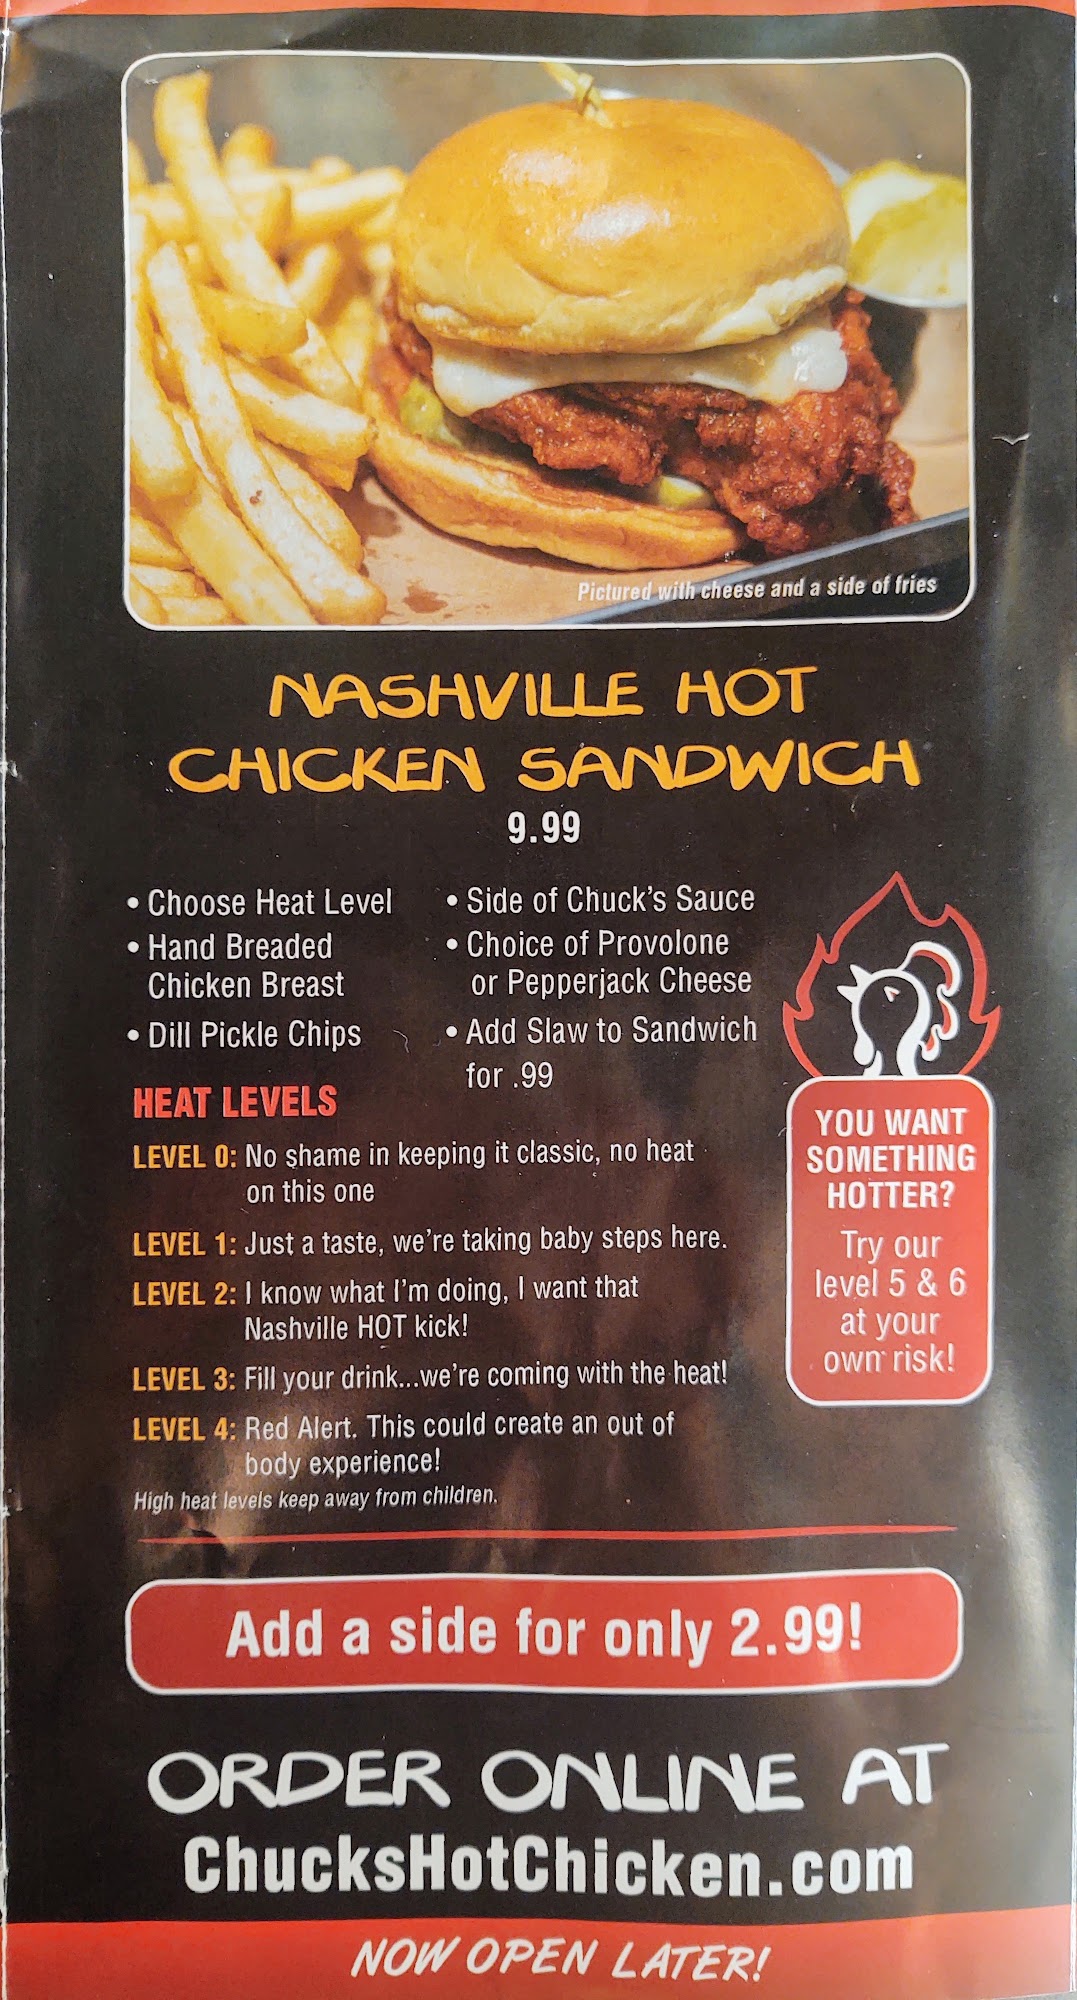 Pictured with cheese and a side of fries
NASHVILLE HOT
CHICKEN SANDWICH
9.99
• Choose Heat Level
• Hand Breaded
Chicken Breast
• Dill Pickle Chips
• Side of Chuck's Sauce
• Choice of Provolone
or Pepperjack Cheese
• Add Slaw to Sandwich
for .99
HEAT LEVELS
LEVEL 0: No shame in keeping it classic, no heat
on this one
LEVEL 1: Just a taste, we're taking baby steps here.
LEVEL 2: I know what I'm doing, I want that
Nashville HOT kick!
LEVEL 3: Fill your drink...we're coming with the heat!
LEVEL 4: Red Alert. This could create an out of
body experience!
High heat levels keep away from children.
YOU WANT
SOMETHING
HOTTER?
Try our
level 5 & 6
at your
own risk!
Add a side for only 2.99!
ORDER ONLINE AT
ChucksHotChicken.com
NOW OPEN LATER!